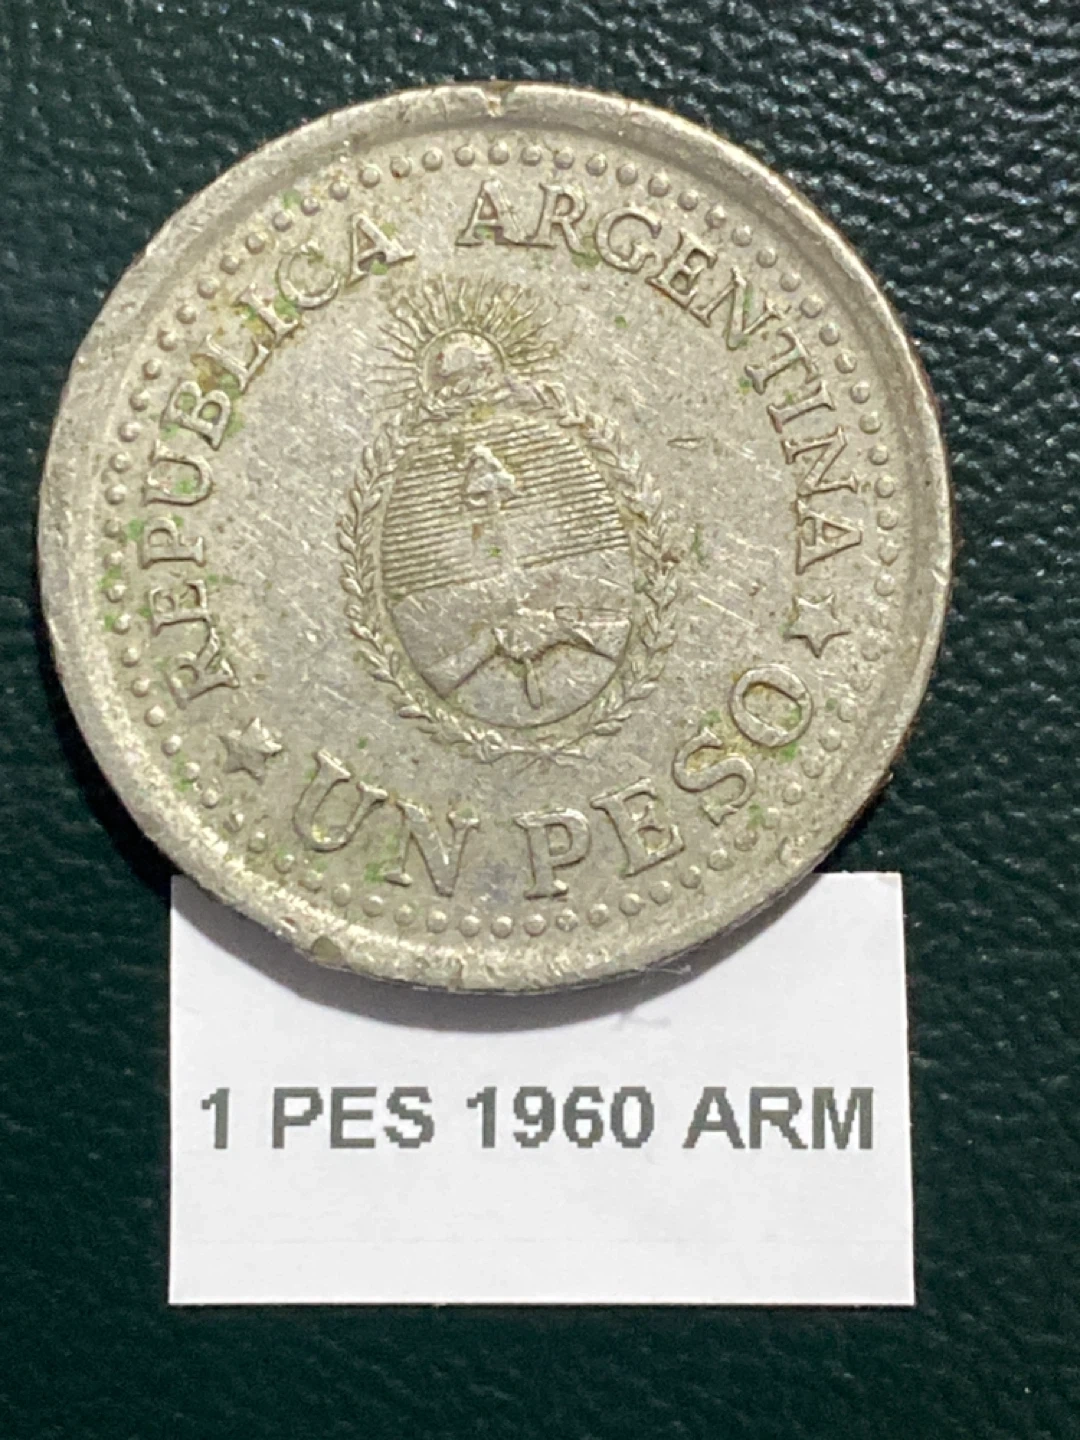 REPUBLICA ARGENTINA
UN PESO
1 PES 1960 ARM